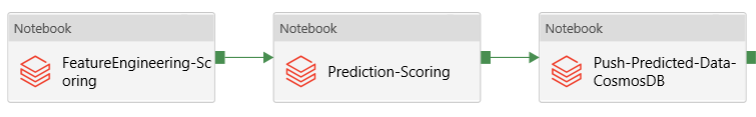 Notebook
FeatureEngineering-Sc
oring
Notebook
Prediction-Scoring
Notebook
Push-Predicted-Data-
CosmosDB